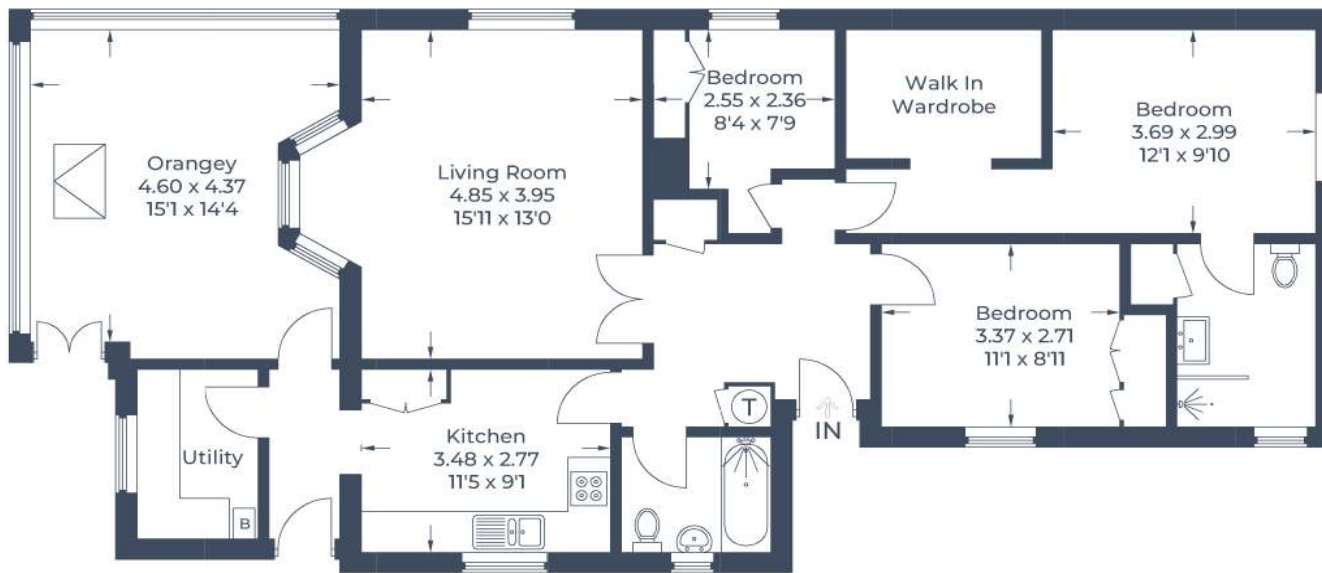 Orangey
4.60 x 4.37
15'1 x 14'4
Living Room
4.85 x 3.95
15'11 x 13'0
Bedroom
2.55 x 2.36
8'4 x 7'9
Walk In
Wardrobe
Bedroom
3.69 x 2.99
12'1 x 9'10
Bedroom
3.37 x 2.71
11'1 x 8'11
T
IN
Kitchen
3.48 x 2.77
11'5 x 9'1
Utility
B